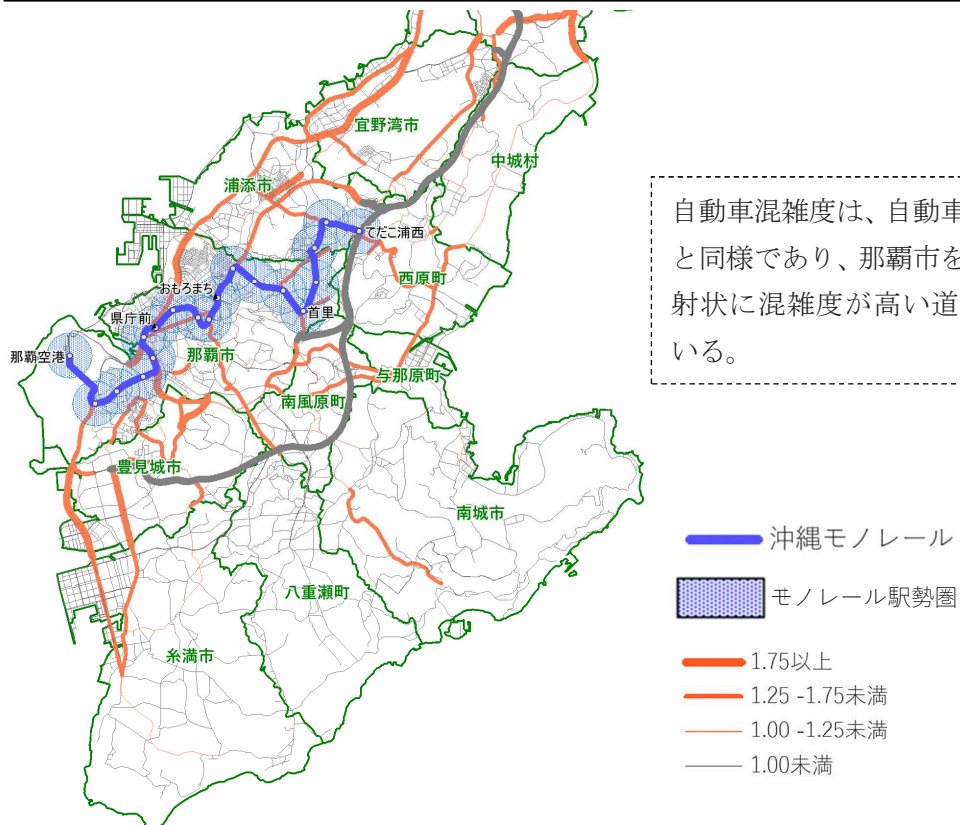 宜野湾市
中城村
浦添市
てだこ浦西
西原町
おもろまち
県庁前
首里
那覇空港
那覇市
与那原町
南風原町
豊見城市
南城市
八重瀬町
糸満市
自動車混雑度は、自動車
と同様であり、那覇市を
射状に混雑度が高い道
いる。
沖縄モノレール
モノレール駅勢圏
1.75以上
1.25 -1.75未満
1.00 -1.25未満
1.00未満